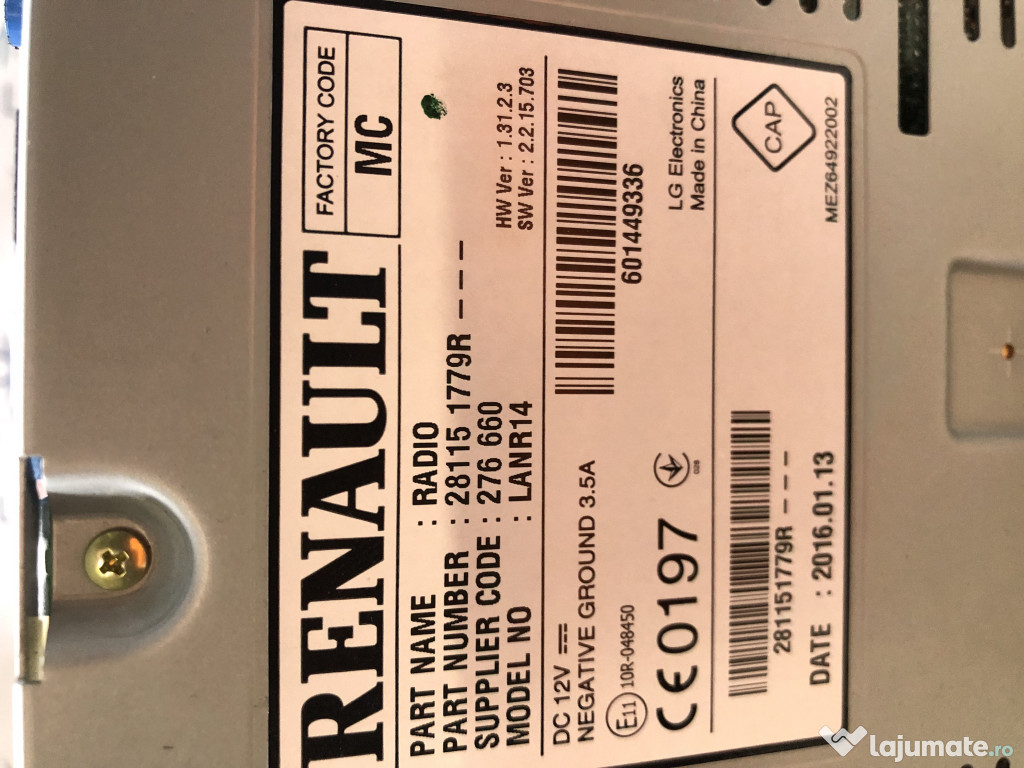 RENAULT
FACTORY CODE
MC
PART NAME : RADIO
PART NUMBER : 28115 1779R - - -
SUPPLIER CODE : 276 660
MODEL NO : LANR14
HW Ver : 1.31.2.3
SW Ver : 2.2.15.703
DC 12V
NEGATIVE GROUND 3.5A
E11 10R-048450
CE0197
028
601449336
LG Electronics
Made in China
281151779R - - -
DATE : 2016.01.13
CAP
MEZ64922002
lajumate.ro